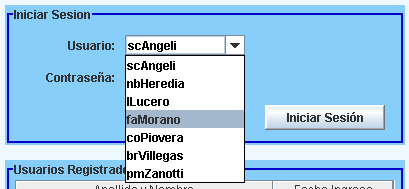 Iniciar Sesion
Usuario: scAngeli
scAngeli
nbHeredia
Contraseña:
lLucero
faMorano
Iniciar Sesión
coPiovera
brVillegas
Usuarios Registrado
pmZanotti
Apellido y Nombre Fecha Ingreso